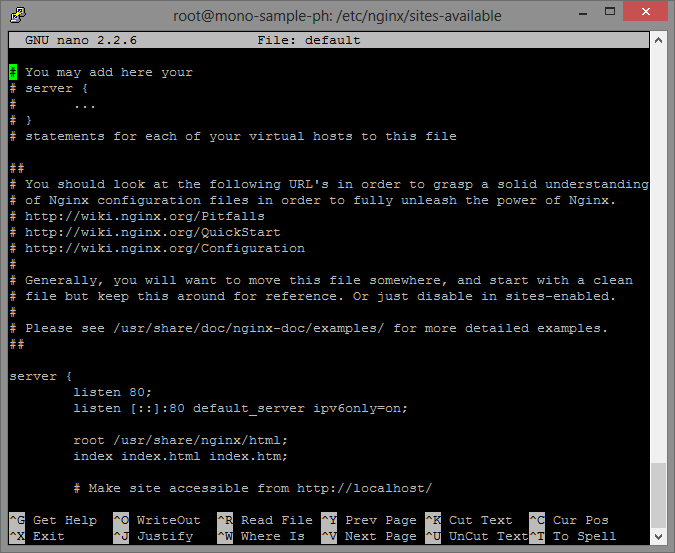 root@mono-sample-ph: /etc/nginx/sites-available
GNU nano 2.2.6 File: default
# You may add here your
# server {
# ...
# }
# statements for each of your virtual hosts to this file
##
# You should look at the following URL's in order to grasp a solid understanding
# of Nginx configuration files in order to fully unleash the power of Nginx.
# http://wiki.nginx.org/Pitfalls
# http://wiki.nginx.org/QuickStart
# http://wiki.nginx.org/Configuration
#
# Generally, you will want to move this file somewhere, and start with a clean
# file but keep this around for reference. Or just disable in sites-enabled.
#
# Please see /usr/share/doc/nginx-doc/examples/ for more detailed examples.
##
server {
listen 80;
listen [::]:80 default_server ipv6only=on;
root /usr/share/nginx/html;
index index.html index.htm;
# Make site accessible from http://localhost/
^G Get Help ^O WriteOut ^R Read File ^Y Prev Page ^K Cut Text ^C Cur Pos
^X Exit ^J Justify ^W Where Is ^V Next Page ^U UnCut Text ^T To Spell